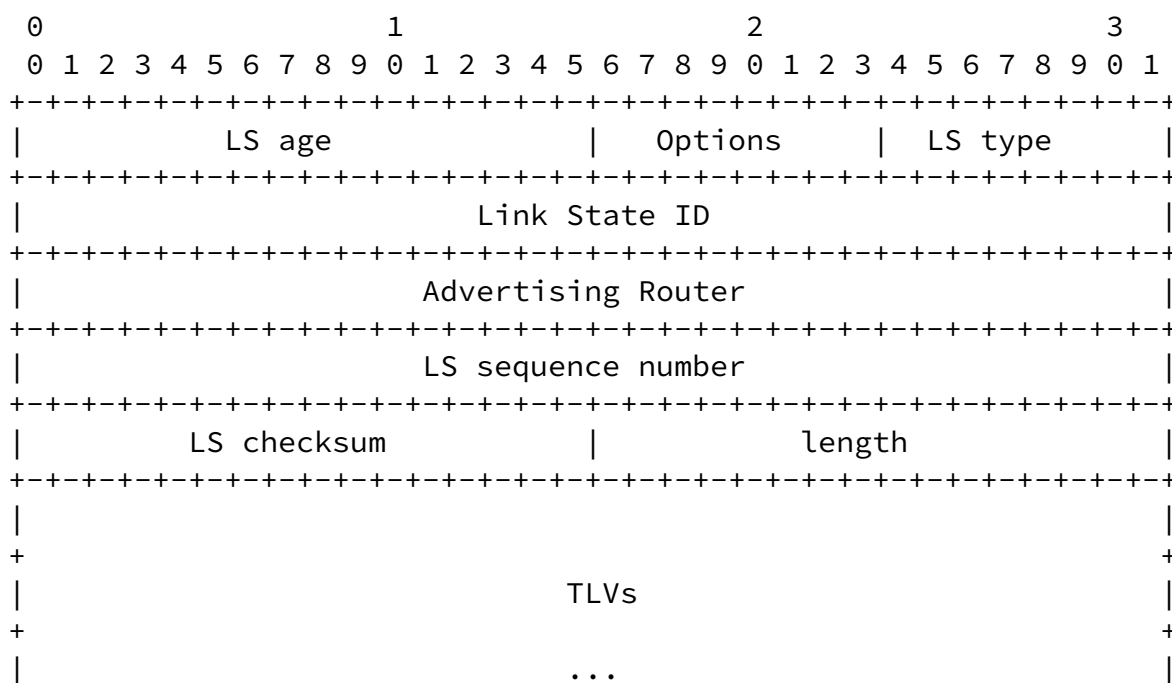 0                   1                   2                   3
0 1 2 3 4 5 6 7 8 9 0 1 2 3 4 5 6 7 8 9 0 1 2 3 4 5 6 7 8 9 0 1
+-+-+-+-+-+-+-+-+-+-+-+-+-+-+-+-+-+-+-+-+-+-+-+-+-+-+-+-+-+-+-+-+
|            LS age             |   Options     |  LS type      |
+-+-+-+-+-+-+-+-+-+-+-+-+-+-+-+-+-+-+-+-+-+-+-+-+-+-+-+-+-+-+-+-+
|                         Link State ID                         |
+-+-+-+-+-+-+-+-+-+-+-+-+-+-+-+-+-+-+-+-+-+-+-+-+-+-+-+-+-+-+-+-+
|                      Advertising Router                       |
+-+-+-+-+-+-+-+-+-+-+-+-+-+-+-+-+-+-+-+-+-+-+-+-+-+-+-+-+-+-+-+-+
|                      LS sequence number                       |
+-+-+-+-+-+-+-+-+-+-+-+-+-+-+-+-+-+-+-+-+-+-+-+-+-+-+-+-+-+-+-+-+
|         LS checksum           |           length              |
+-+-+-+-+-+-+-+-+-+-+-+-+-+-+-+-+-+-+-+-+-+-+-+-+-+-+-+-+-+-+-+-+
|                                                               |
+                                                               +
|                              TLVs                             |
+                                                               +
|                              ...                              |